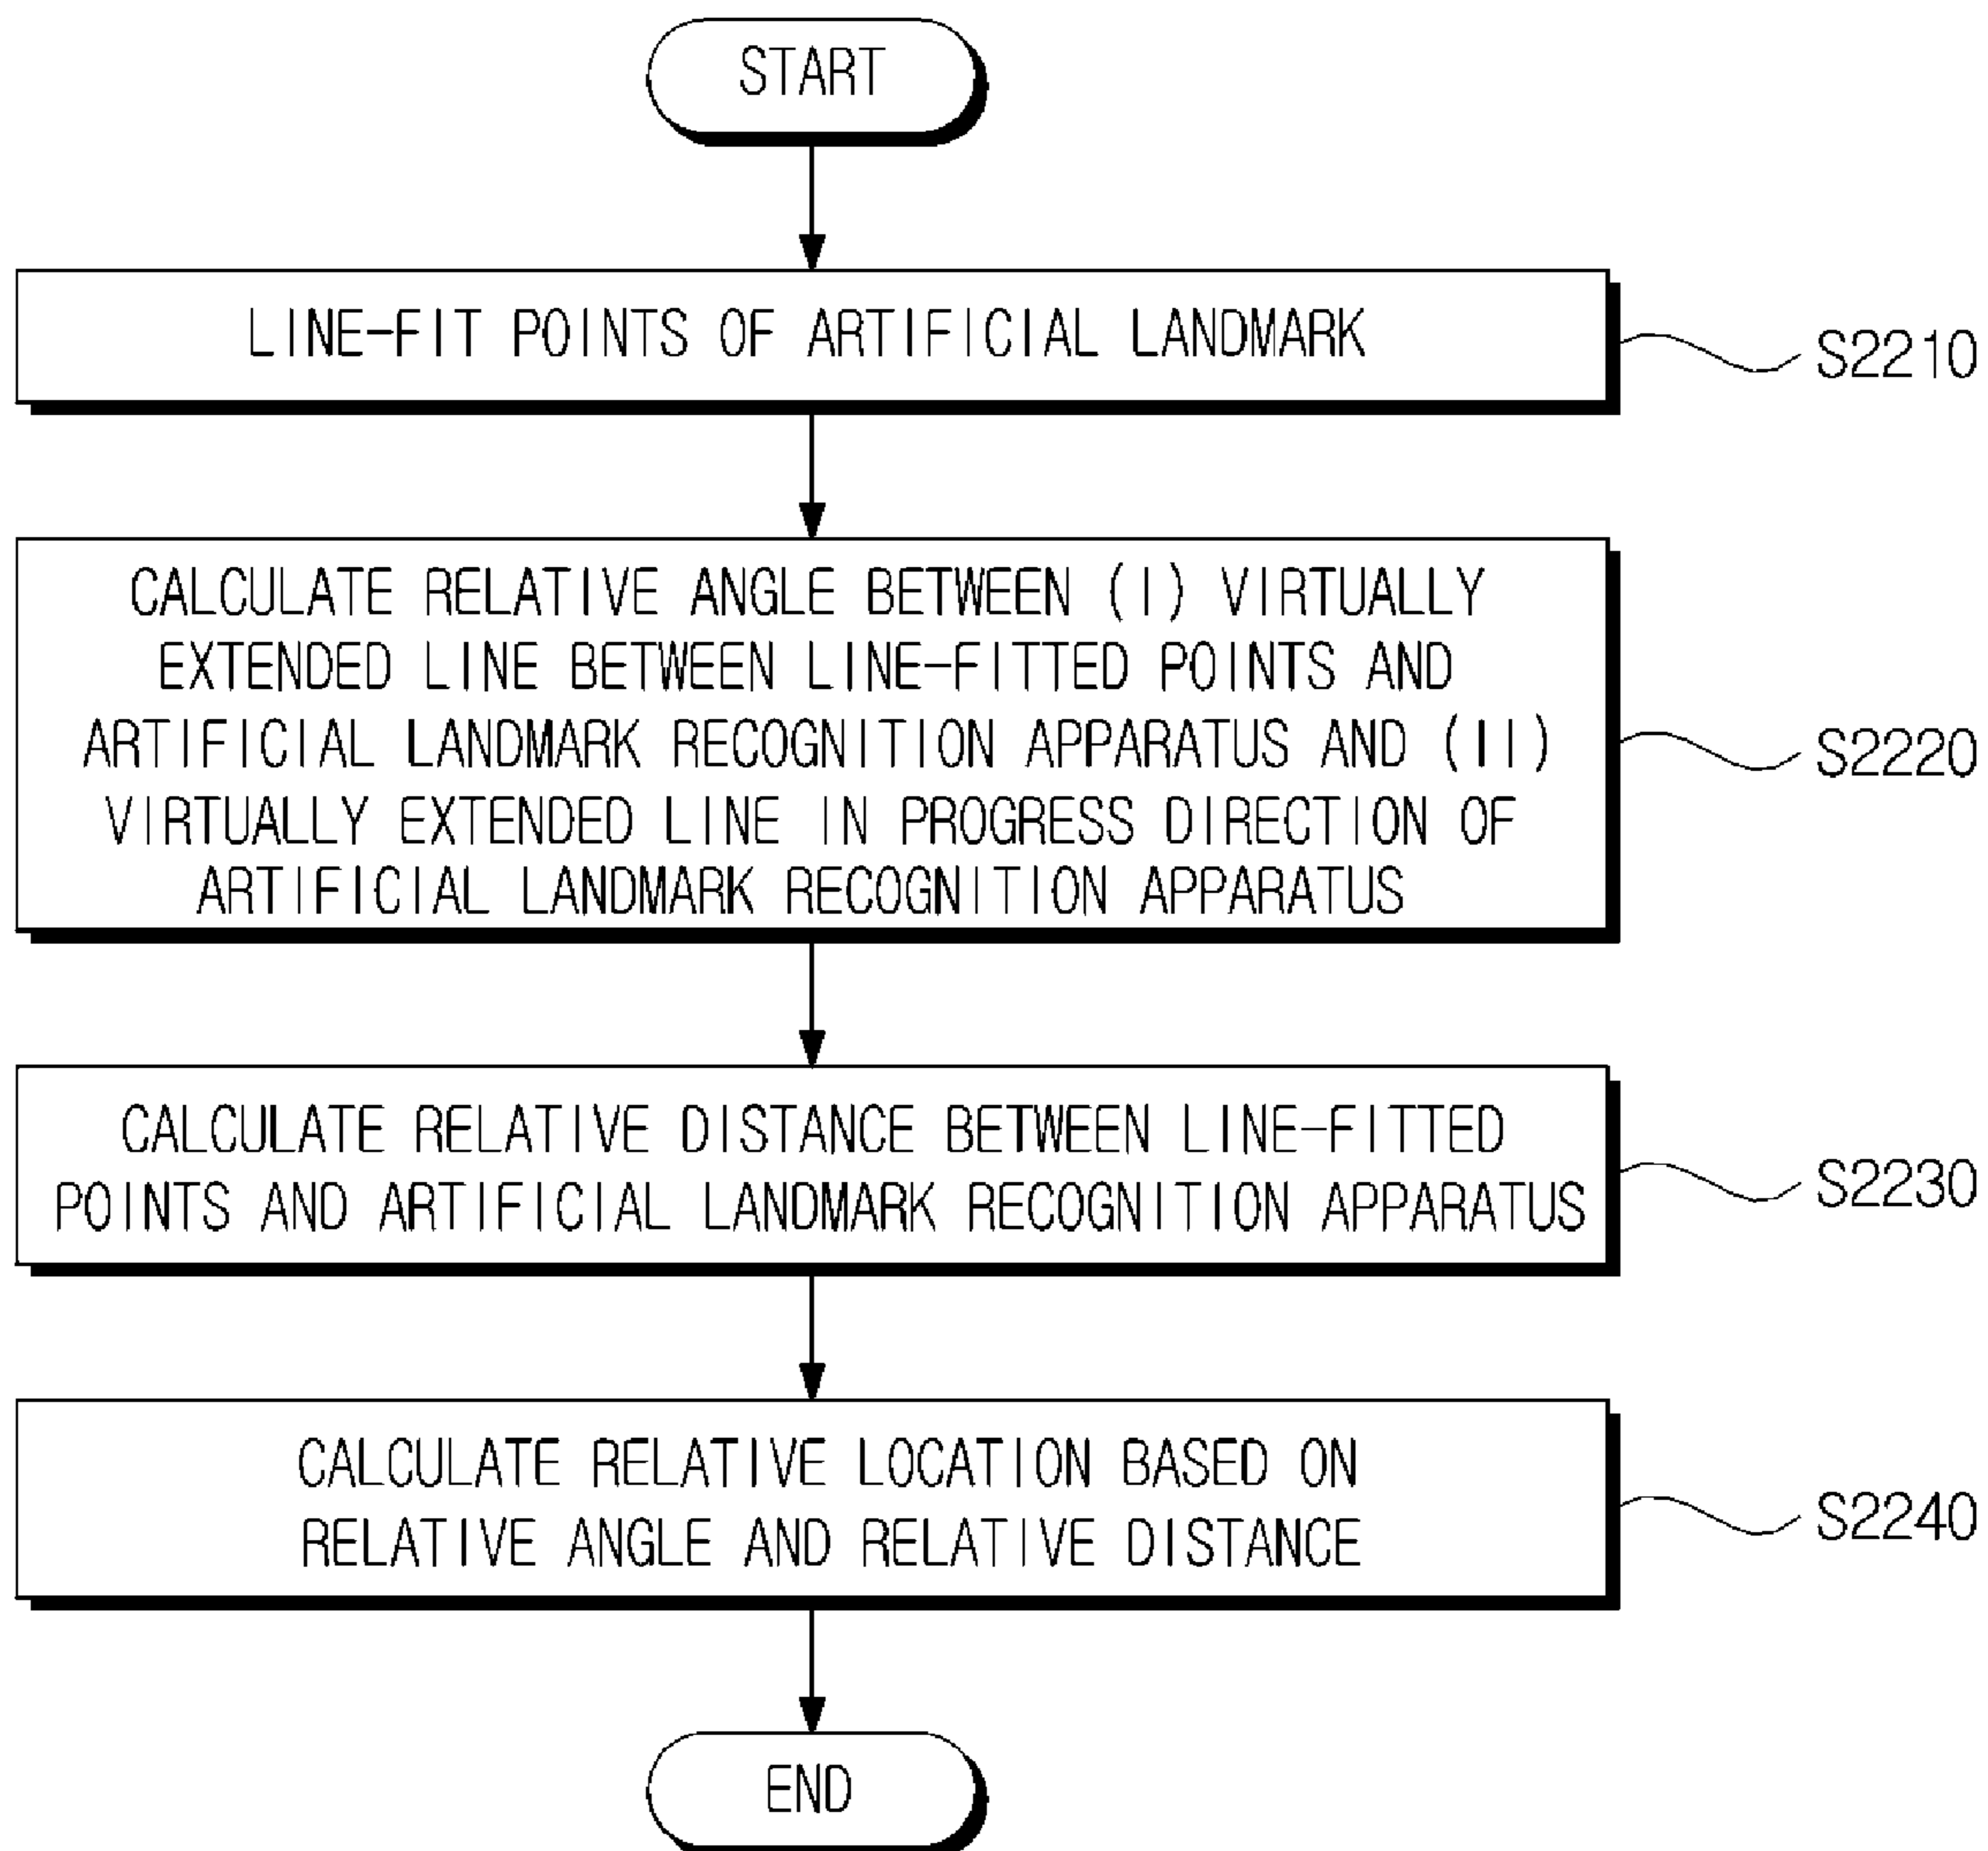 START
LINE-FIT POINTS OF ARTIFICIAL LANDMARK
S2210
CALCULATE RELATIVE ANGLE BETWEEN (I) VIRTUALLY
EXTENDED LINE BETWEEN LINE-FITTED POINTS AND
ARTIFICIAL LANDMARK RECOGNITION APPARATUS AND (II)
VIRTUALLY EXTENDED LINE IN PROGRESS DIRECTION OF
ARTIFICIAL LANDMARK RECOGNITION APPARATUS
S2220
CALCULATE RELATIVE DISTANCE BETWEEN LINE-FITTED
POINTS AND ARTIFICIAL LANDMARK RECOGNITION APPARATUS
S2230
CALCULATE RELATIVE LOCATION BASED ON
RELATIVE ANGLE AND RELATIVE DISTANCE
S2240
END